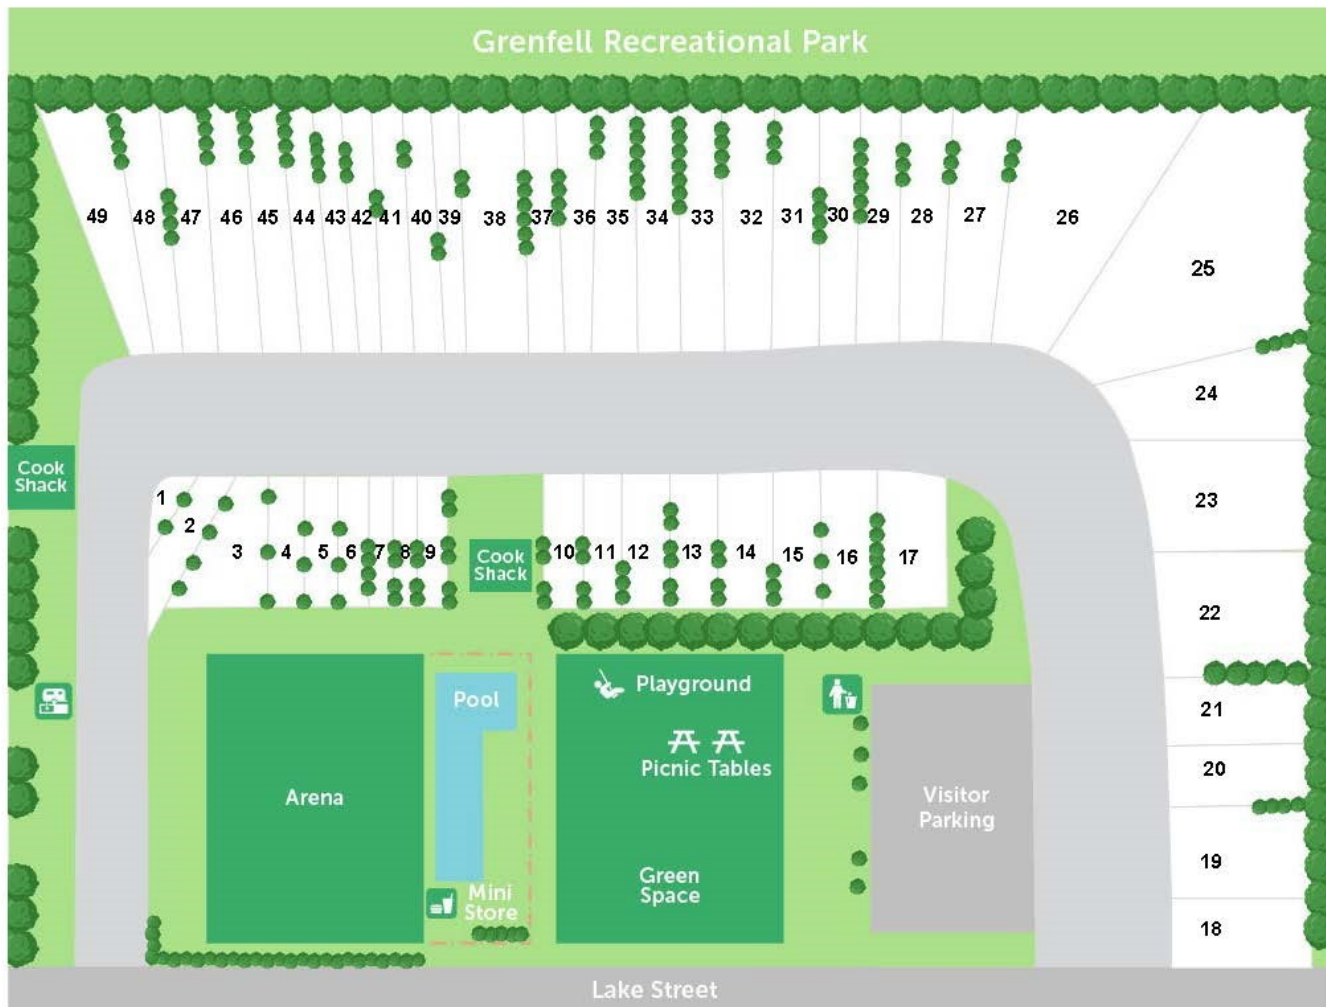 Grenfell Recreational Park
49 48 47 46 45 44 43 42 41 40 39 38 37 36 35 34 33 32 31 30 29 28 27 26
25
24
23
22
21
20
19
18
Cook
Shack
1
2
3 4 5 6 7 8 9
Cook
Shack
10 11 12 13 14 15 16 17
Arena
Pool
Mini
Store
Playground
Picnic Tables
Green
Space
Visitor
Parking
Lake Street